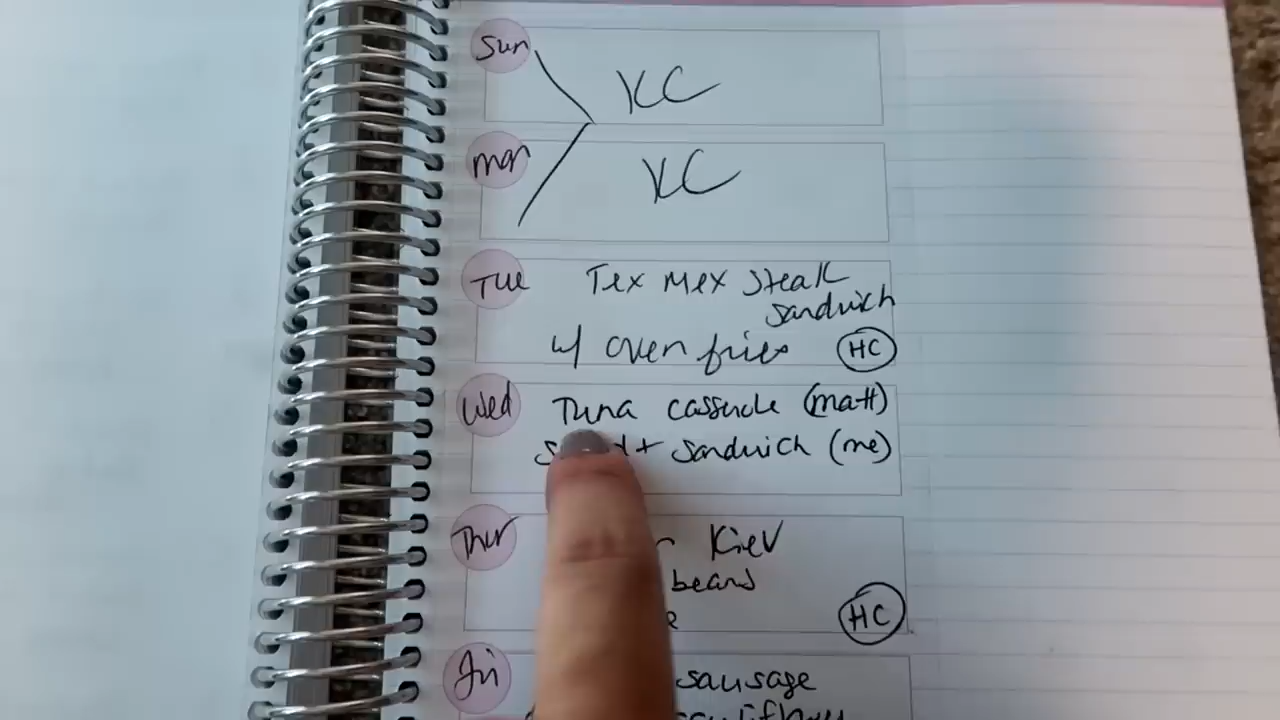 Sun
KC
mon
KC
Tue
Tex Mex steak
sandwich
w/ oven fries
HC
Wed
Tuna casserole (matt)
+ sandwich (me)
Thur
Kiev
beans
HC
Fri
sausage